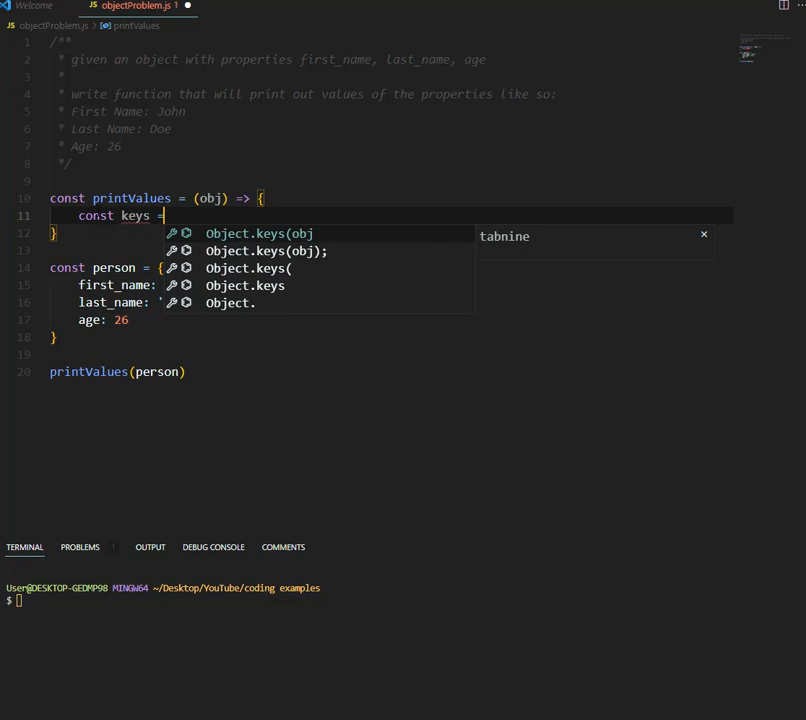 Welcome
JS objectProblem.js 1
JS objectProblem.js > printValues
1 /**
2 * given an object with properties first_name, last_name, age
3 *
4 * write function that will print out values of the properties like so:
5 * First Name: John
6 * Last Name: Doe
7 * Age: 26
8 */
9
10 const printValues = (obj) => {
11 const keys =
12 }
Object.keys(obj
tabnine
Object.keys(obj);
13
14 const person = {
Object.keys(
15 first_name:
Object.keys
16 last_name: '
Object.
17 age: 26
18 }
19
20 printValues(person)
TERMINAL PROBLEMS 1 OUTPUT DEBUG CONSOLE COMMENTS
User@DESKTOP-GEDMP98 MINGW64 ~/Desktop/YouTube/coding examples
$